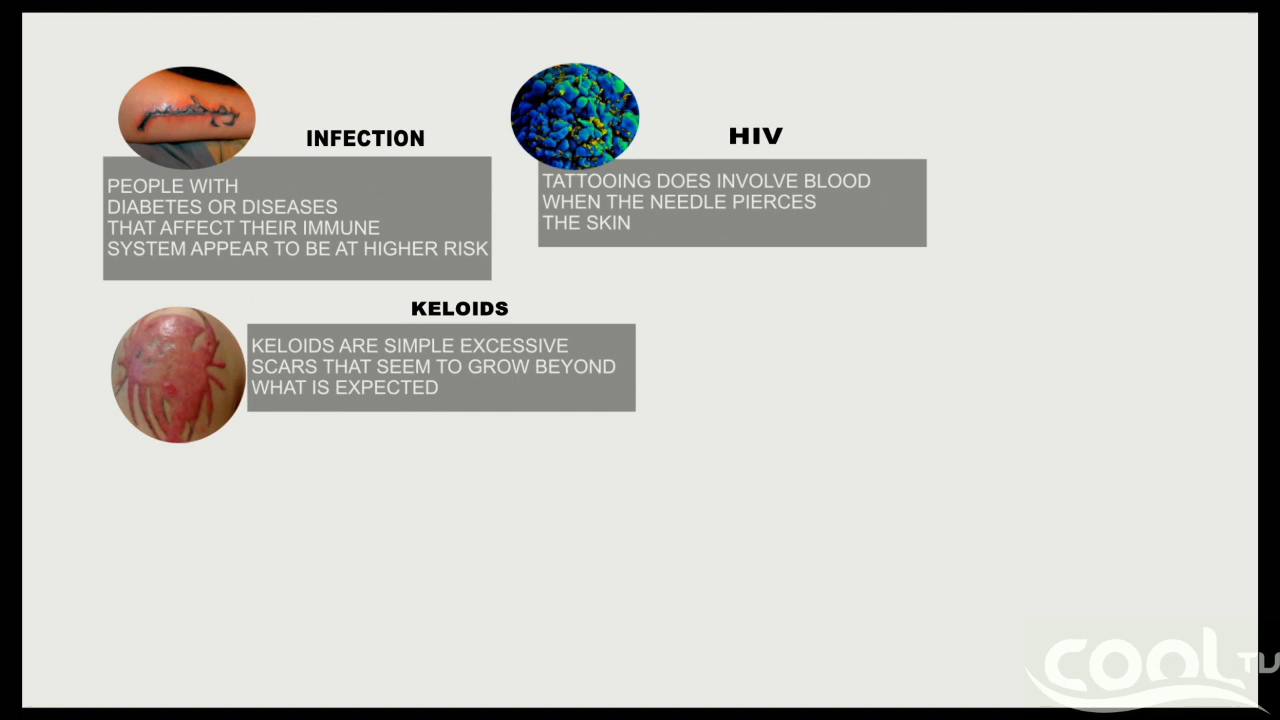 INFECTION
PEOPLE WITH
DIABETES OR DISEASES
THAT AFFECT THEIR IMMUNE
SYSTEM APPEAR TO BE AT HIGHER RISK
HIV
TATTOOING DOES INVOLVE BLOOD
WHEN THE NEEDLE PIERCES
THE SKIN
KELOIDS
KELOIDS ARE SIMPLE EXCESSIVE
SCARS THAT SEEM TO GROW BEYOND
WHAT IS EXPECTED
COOL TV